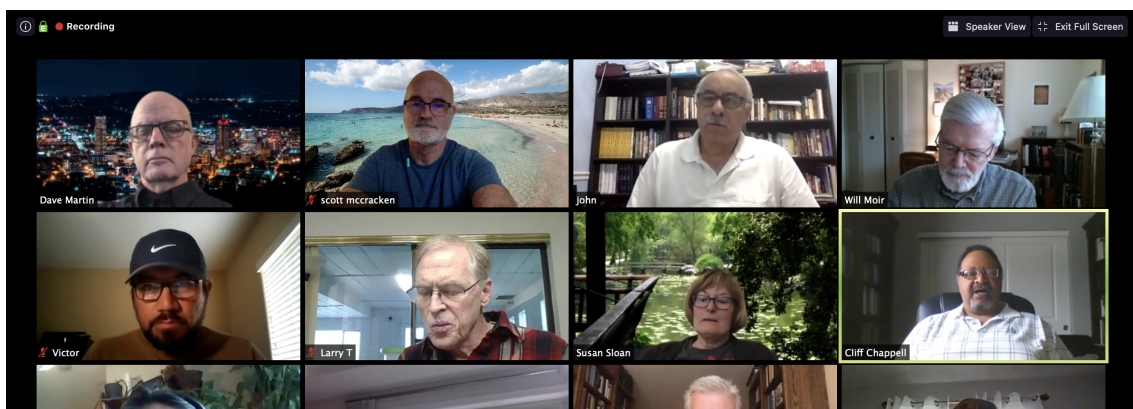 Recording
Speaker View
Exit Full Screen
Dave Martin
scott mccracken
john
Will Moir
Victor
Larry T
Susan Sloan
Cliff Chappell